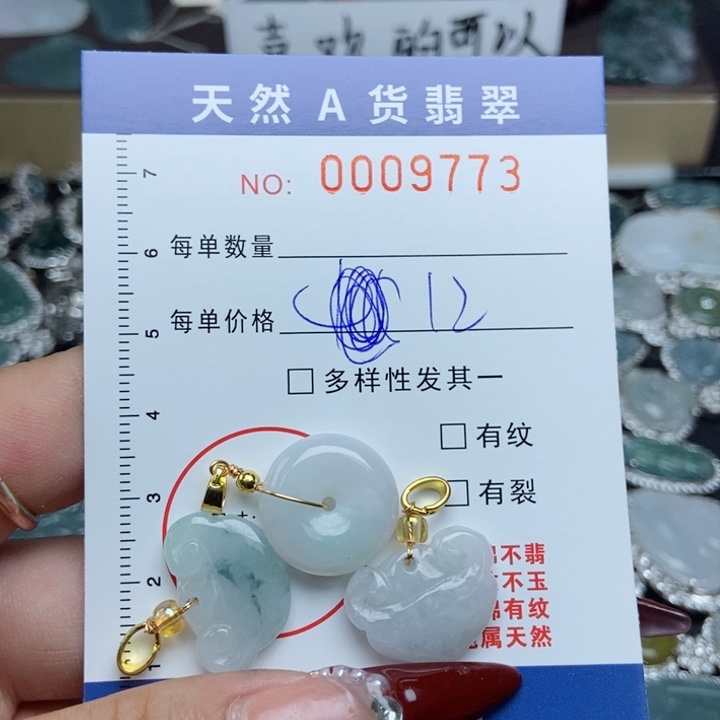 喜欢的可以
天然A货翡翠
NO: 0009773
每单数量
每单价格 12
多样性发其一
有纹
有裂
不翡
不玉
有纹
属天然
7
6
5
4
3
2
1